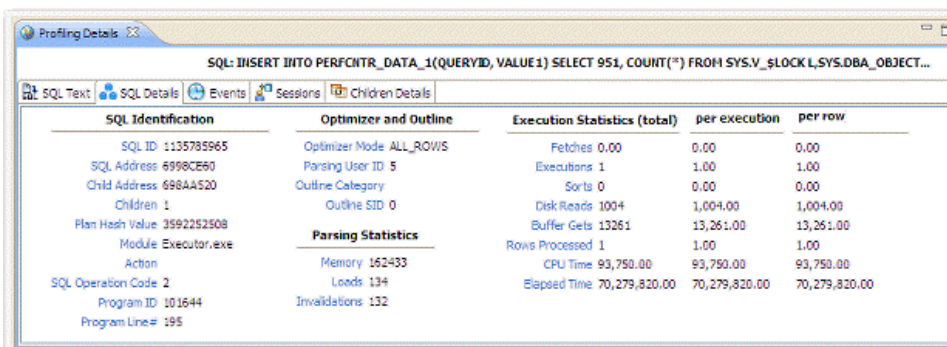 Profiling Details
SQL: INSERT INTO PERFCNTR_DATA_1(QUERYID, VALUE1) SELECT 951, COUNT(*) FROM SYS.V_$LOCK L,SYS.DBA_OBJECT...
SQL Text SQL Details Events Sessions Children Details
SQL Identification Optimizer and Outline Execution Statistics (total) per execution per row
SQL ID 1135785965 Optimizer Mode ALL_ROWS Fetches 0.00 0.00 0.00
SQL Address 6998CE60 Parsing User ID 5 Executions 1 1.00 1.00
Child Address 698AA520 Outline Category Sorts 0 0.00 0.00
Children 1 Outline SID 0 Disk Reads 1004 1,004.00 1,004.00
Plan Hash Value 3592252508 Buffer Gets 13261 13,261.00 13,261.00
Module Executor.exe Parsing Statistics Rows Processed 1 1.00 1.00
Action Memory 162433 CPU Time 93,750.00 93,750.00 93,750.00
SQL Operation Code 2 Loads 134 Elapsed Time 70,279,820.00 70,279,820.00 70,279,820.00
Program ID 101644 Invalidations 132
Program Line# 195